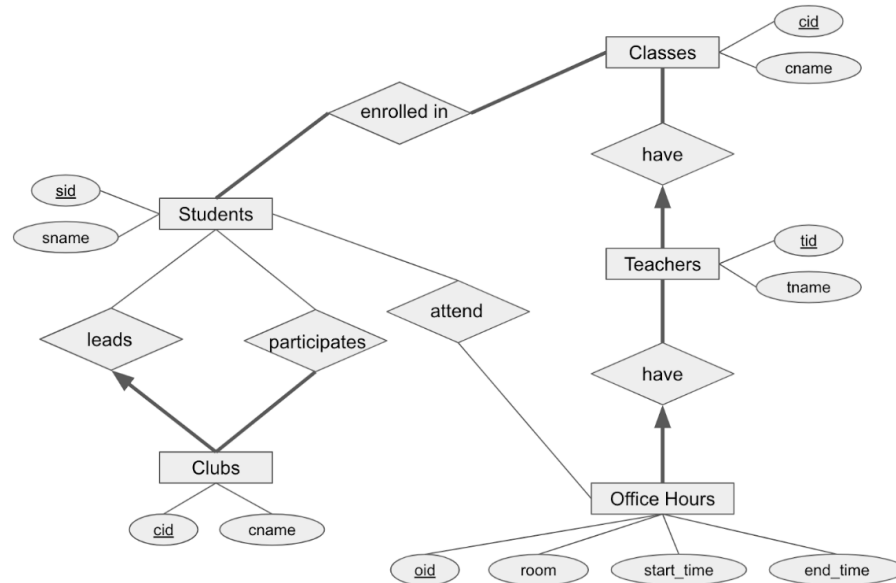 cid
Classes
cname
enrolled in
have
sid
Students
sname
tid
Teachers
tname
attend
leads
participates
have
Clubs
Office Hours
cid
cname
oid
room
start_time
end_time